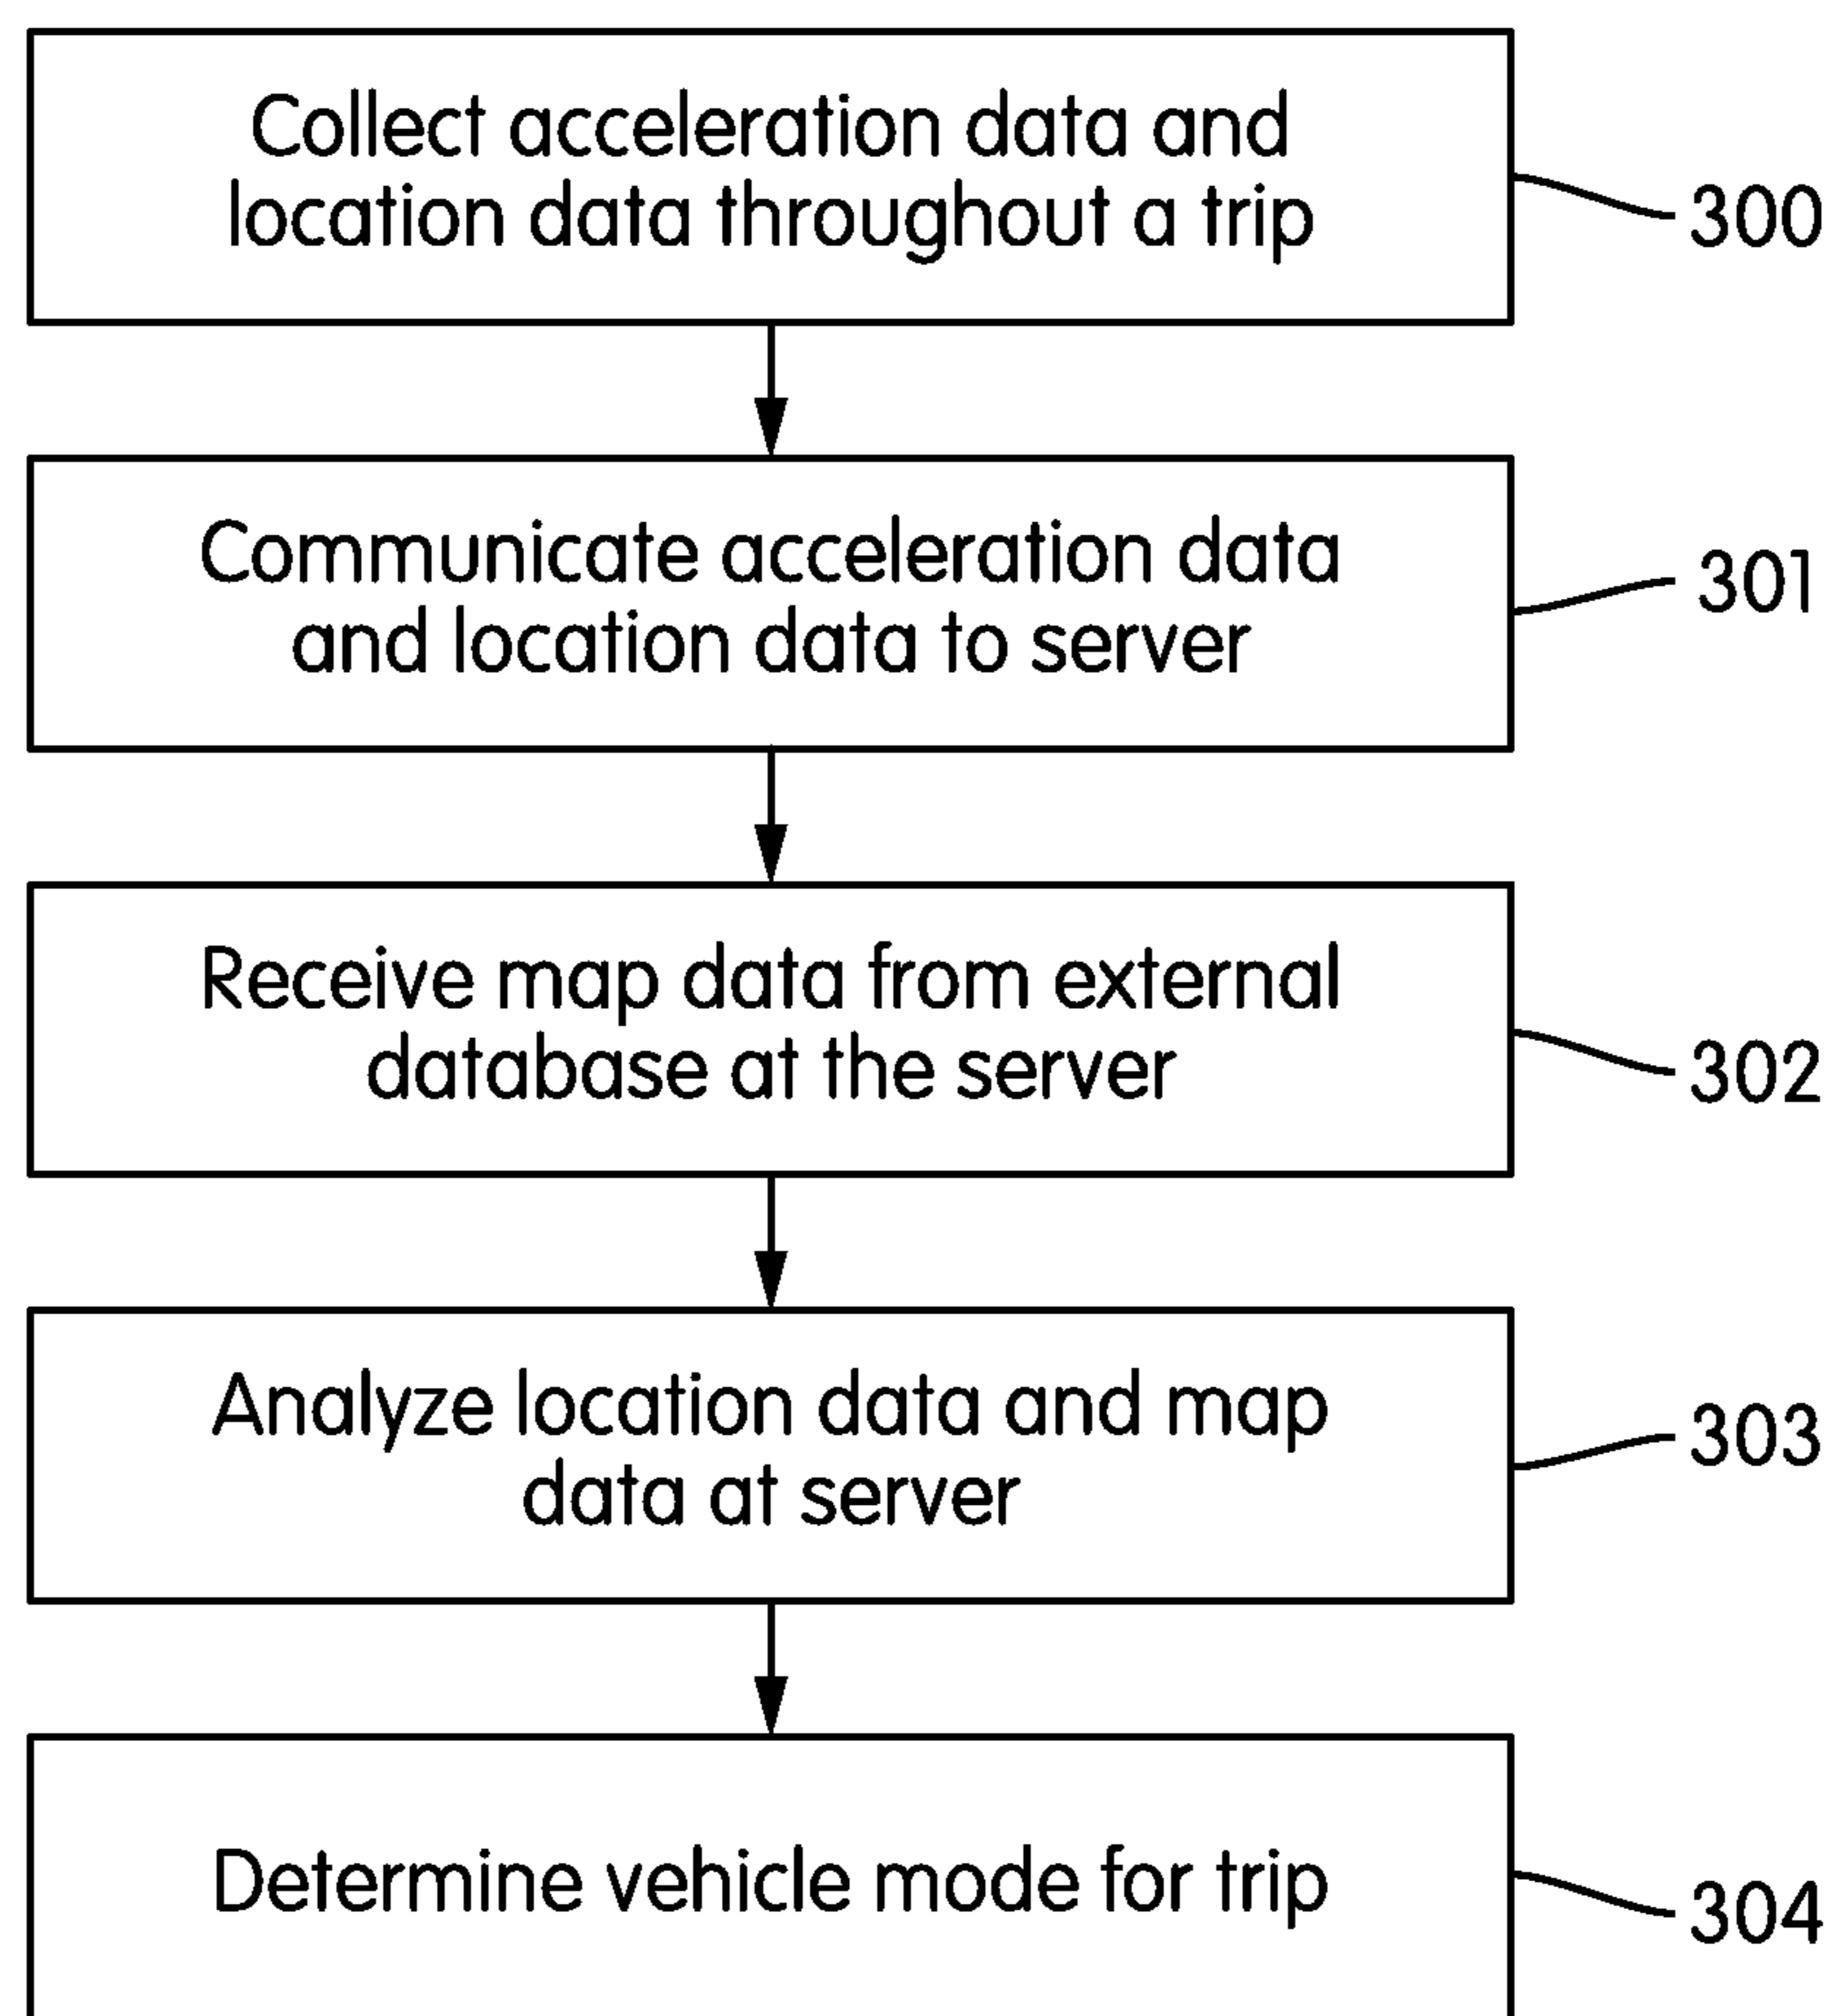 Collect acceleration data and
location data throughout a trip
300
Communicate acceleration data
and location data to server
301
Receive map data from external
database at the server
302
Analyze location data and map
data at server
303
Determine vehicle mode for trip
304